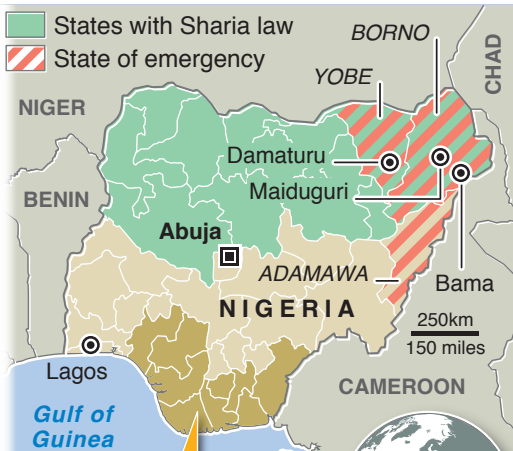 States with Sharia law
State of emergency
BORNO
YOBE
CHAD
NIGER
Damaturu
Maiduguri
BENIN
Abuja
ADAMAWA
Bama
NIGERIA
250km
150 miles
Lagos
CAMEROON
Gulf of
Guinea